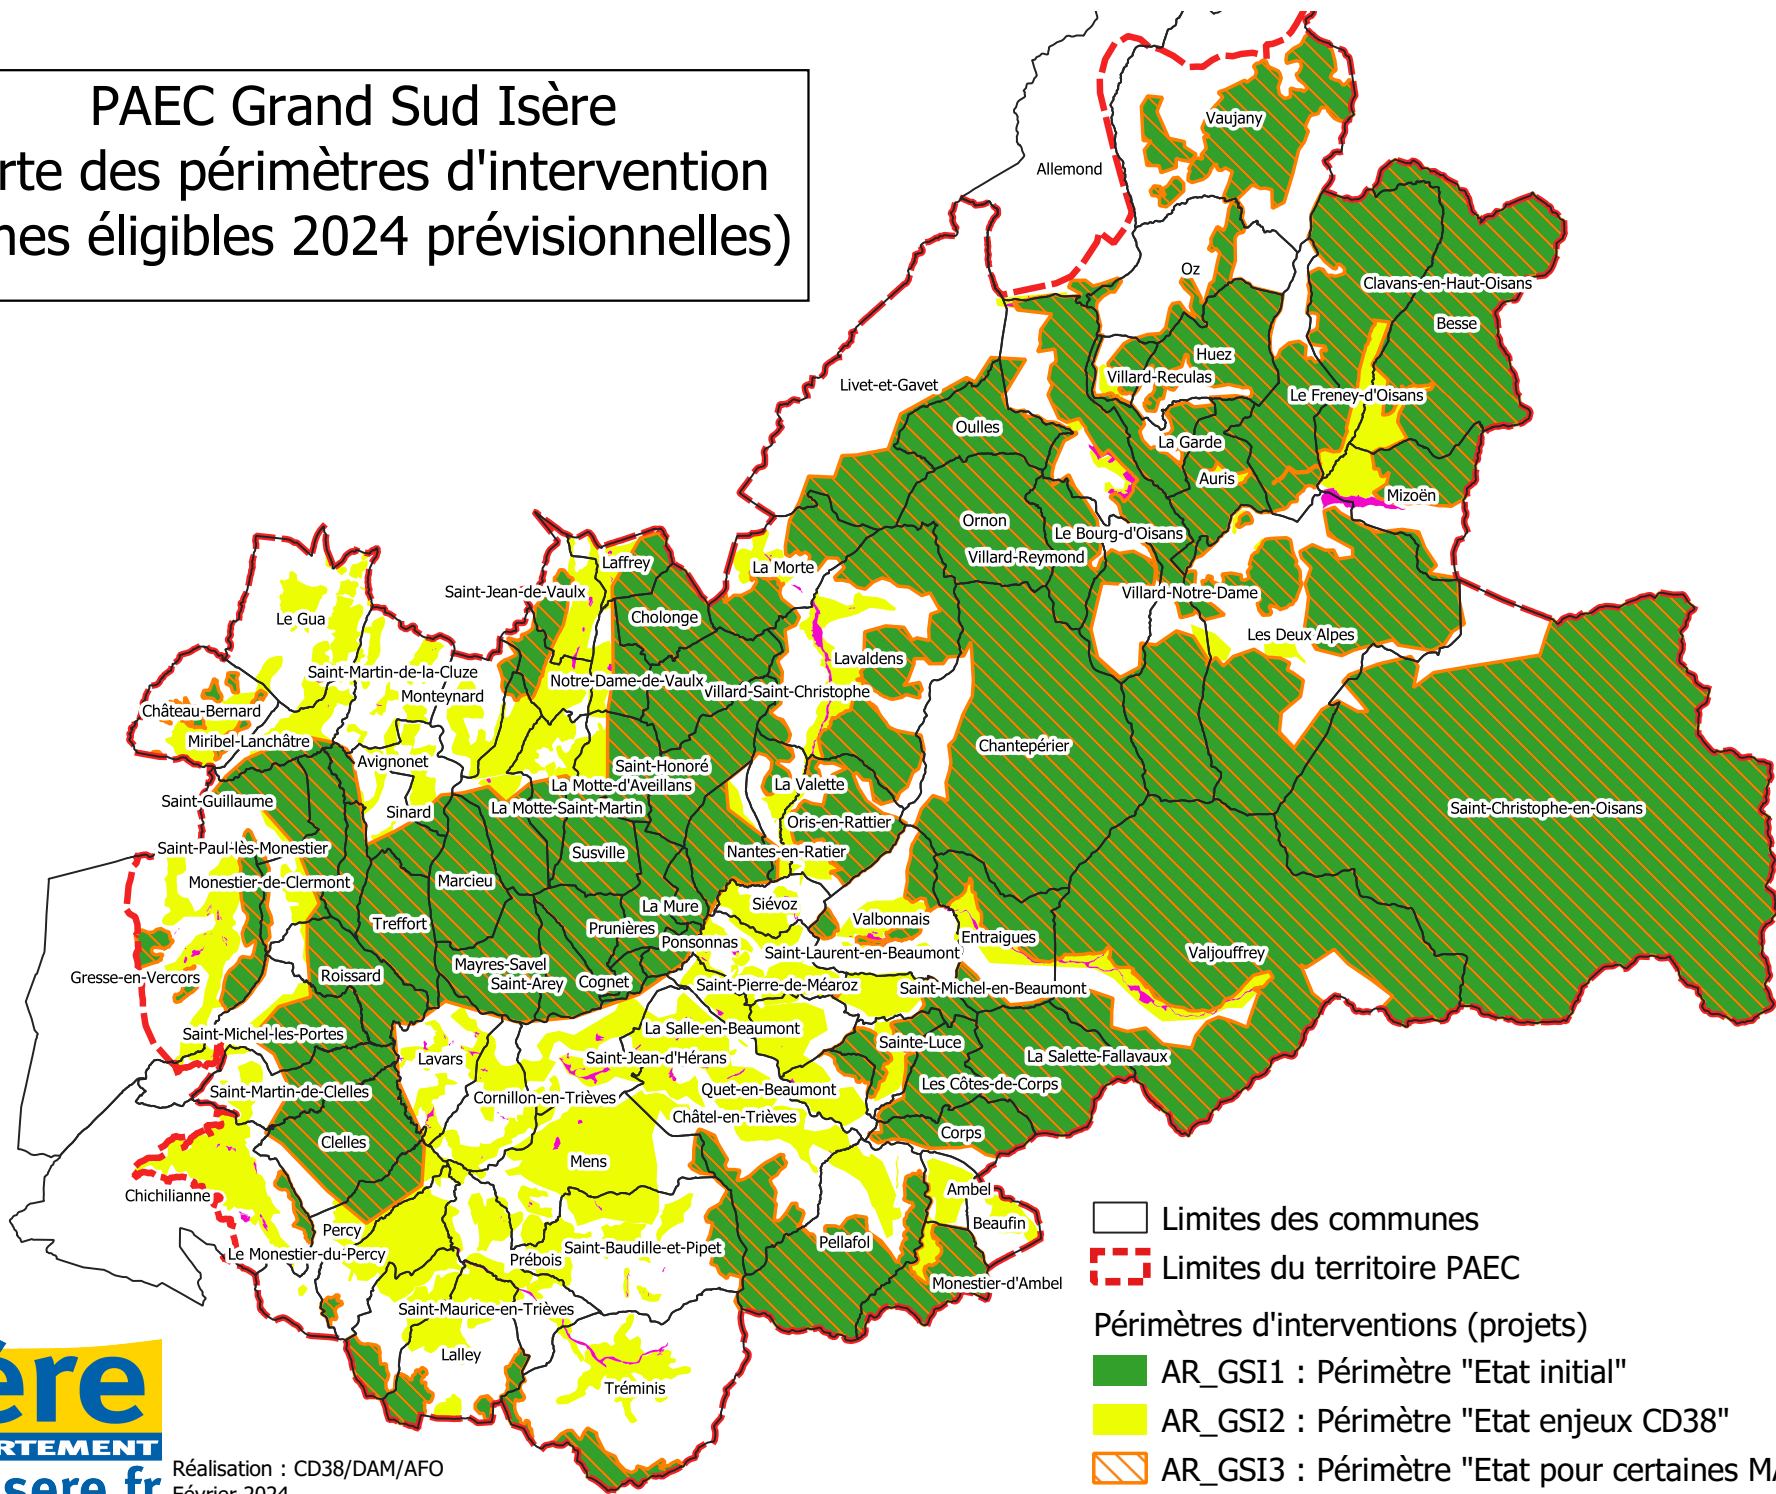 PAEC Grand Sud Isère
rte des périmètres d'intervention
nes éligibles 2024 prévisionnelles)
Vaujany
Allemond
Oz
Clavans-en-Haut-Oisans
Besse
Huez
Villard-Reculas
Livet-et-Gavet
Le Freney-d'Oisans
Oulles
La Garde
Auris
Mizoën
Ornon
Le Bourg-d'Oisans
Villard-Reymond
Laffrey
La Morte
Saint-Jean-de-Vaulx
Villard-Notre-Dame
Le Gua
Cholonge
Les Deux Alpes
Lavaldens
Saint-Martin-de-la-Cluze
Notre-Dame-de-Vaulx
Villard-Saint-Christophe
Monteynard
Château-Bernard
Miribel-Lanchâtre
Chantepérier
Avignonet
Saint-Honoré
La Motte-d'Aveillans
La Valette
Saint-Guillaume
La Motte-Saint-Martin
Saint-Christophe-en-Oisans
Sinard
Oris-en-Rattier
Saint-Paul-lès-Monestier
Susville
Nantes-en-Ratier
Monestier-de-Clermont
Marcieu
La Mure
Siévoz
Treffort
Prunières
Valbonnais
Ponsonnas
Entraigues
Saint-Laurent-en-Beaumont
Valjouffrey
Mayres-Savel
Gresse-en-Vercors
Roissard
Saint-Arey
Cognet
Saint-Pierre-de-Méaroz
Saint-Michel-en-Beaumont
Saint-Michel-les-Portes
La Salle-en-Beaumont
Sainte-Luce
Lavars
Saint-Jean-d'Hérans
La Salette-Fallavaux
Saint-Martin-de-Clelles
Cornillon-en-Trièves
Quet-en-Beaumont
Les Côtes-de-Corps
Châtel-en-Trièves
Clelles
Corps
Mens
Chichilianne
Ambel
Percy
Beaufin
Le Monestier-du-Percy
Prébois
Saint-Baudille-et-Pipet
Pellafol
Monestier-d'Ambel
Saint-Maurice-en-Trièves
Lalley
Tréminis
Limites des communes
Limites du territoire PAEC
Périmètres d'interventions (projets)
AR_GSI1 : Périmètre "Etat initial"
AR_GSI2 : Périmètre "Etat enjeux CD38"
AR_GSI3 : Périmètre "Etat pour certaines MA
ère
ARTEMENT
sere.fr
Réalisation : CD38/DAM/AFO
Février 2024